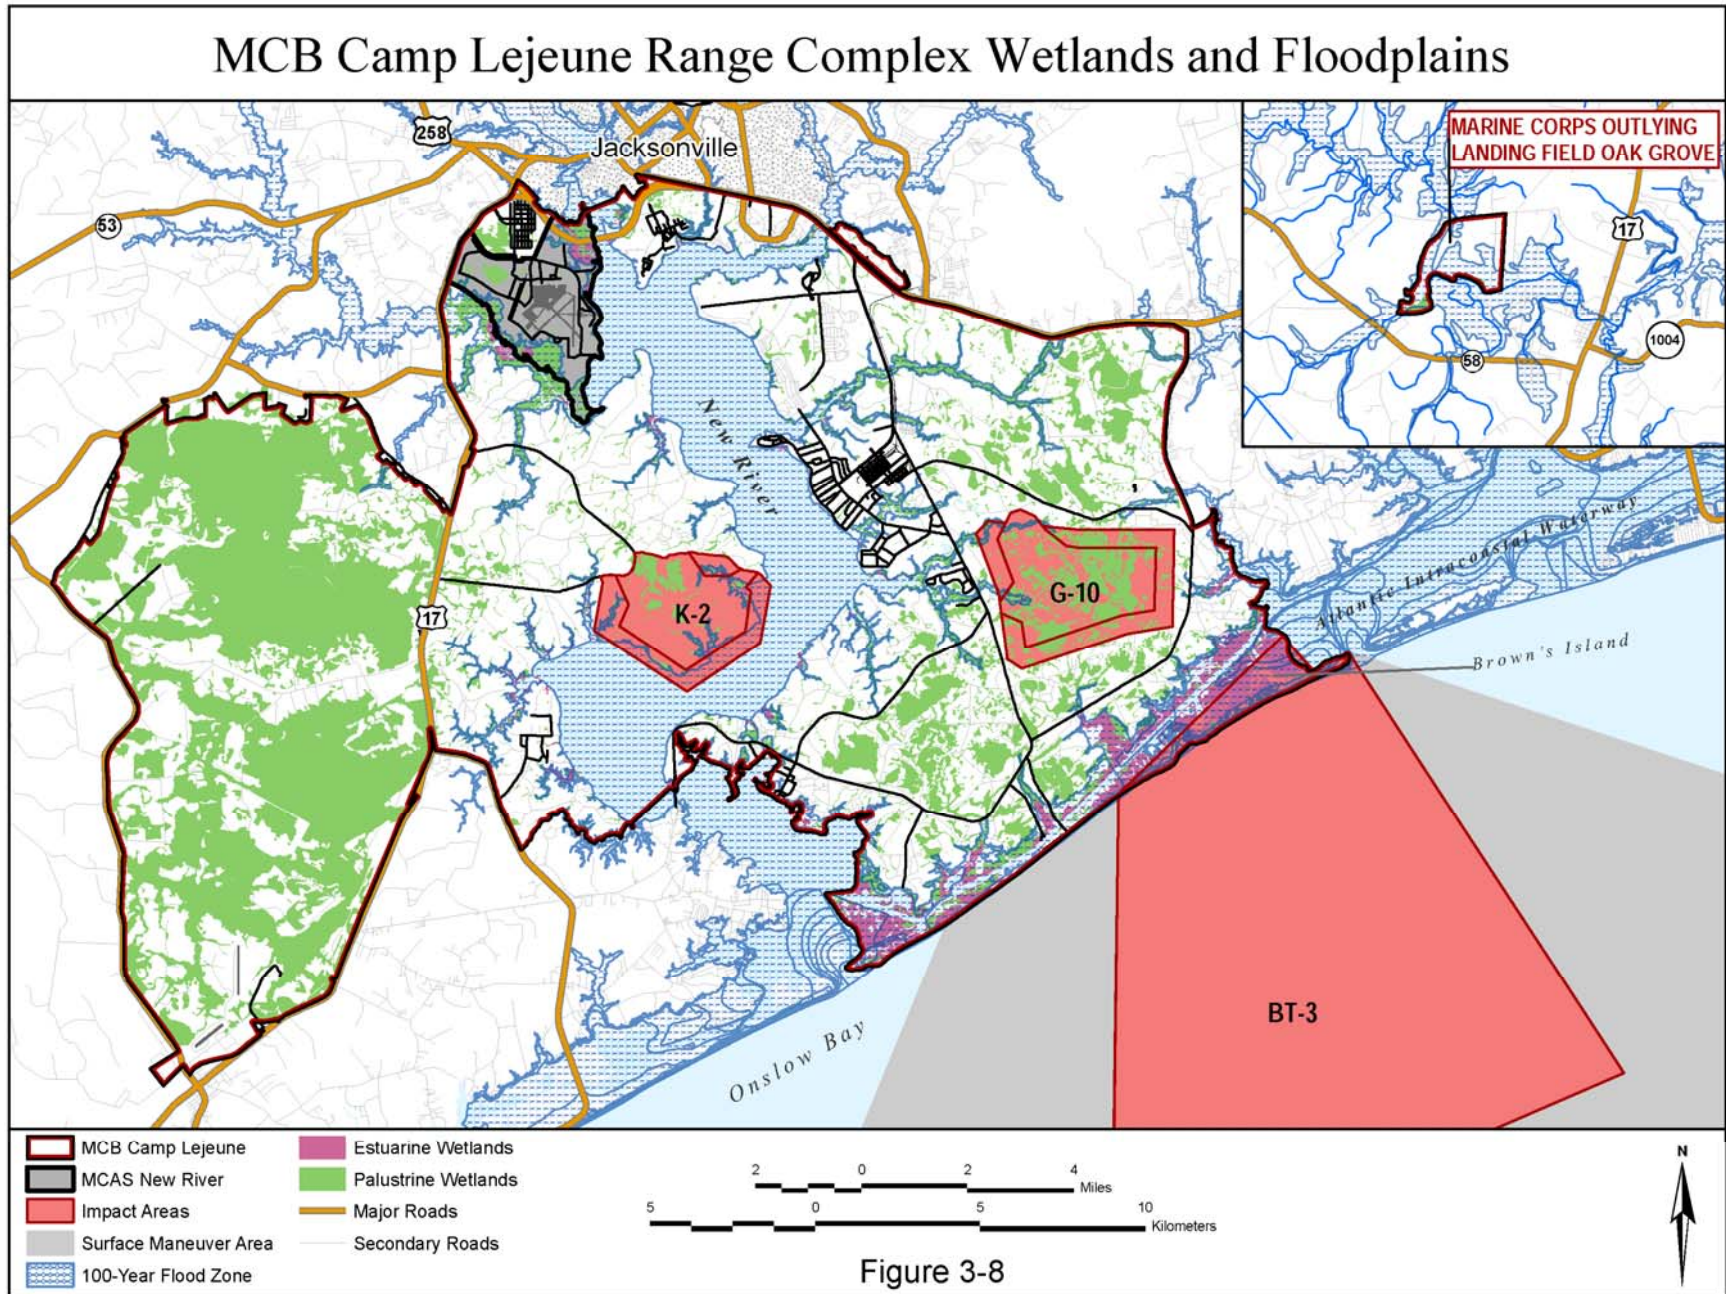 MCB Camp Lejeune Range Complex Wetlands and Floodplains
258
Jacksonville
53
MARINE CORPS OUTLYING
LANDING FIELD OAK GROVE
17
1004
58
New River
Atlantic Intracoastal Waterway
K-2
G-10
17
Brown's Island
BT-3
Onslow Bay
MCB Camp Lejeune
MCAS New River
Impact Areas
Surface Maneuver Area
100-Year Flood Zone
Estuarine Wetlands
Palustrine Wetlands
Major Roads
Secondary Roads
2 0 2 4
Miles
5 0 5 10
Kilometers
N
Figure 3-8